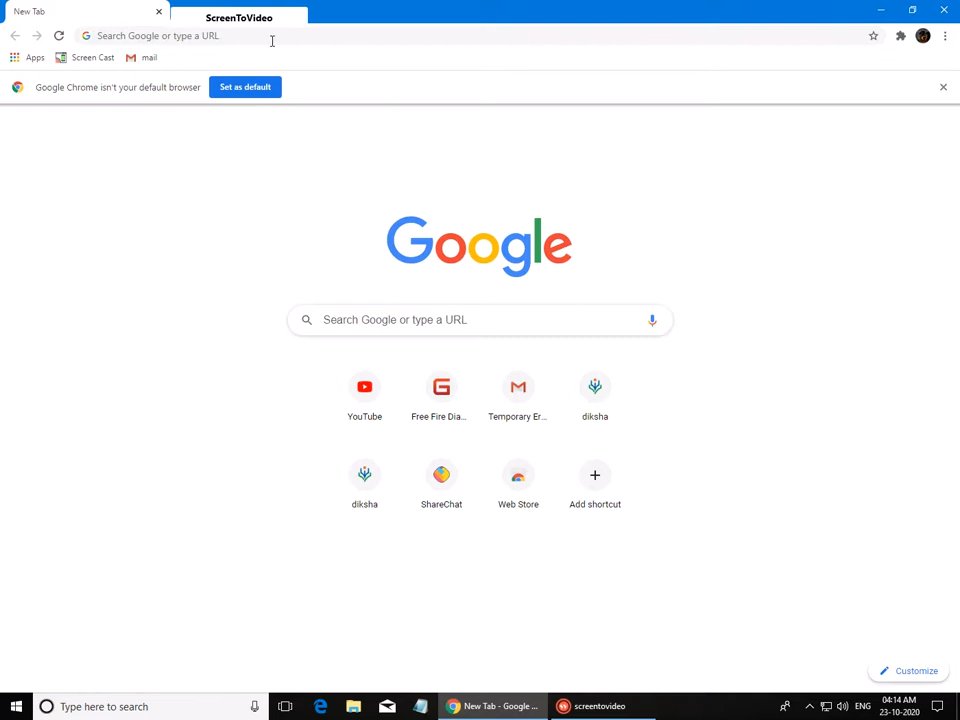 New Tab
ScreenToVideo
Search Google or type a URL
Apps
Screen Cast
mail
Google Chrome isn't your default browser
Set as default
Google
Search Google or type a URL
YouTube
Free Fire Dia...
Temporary Er...
diksha
diksha
ShareChat
Web Store
Add shortcut
Customize
Type here to search
New Tab - Google ...
screentovideo
ENG
04:14 AM
23-10-2020